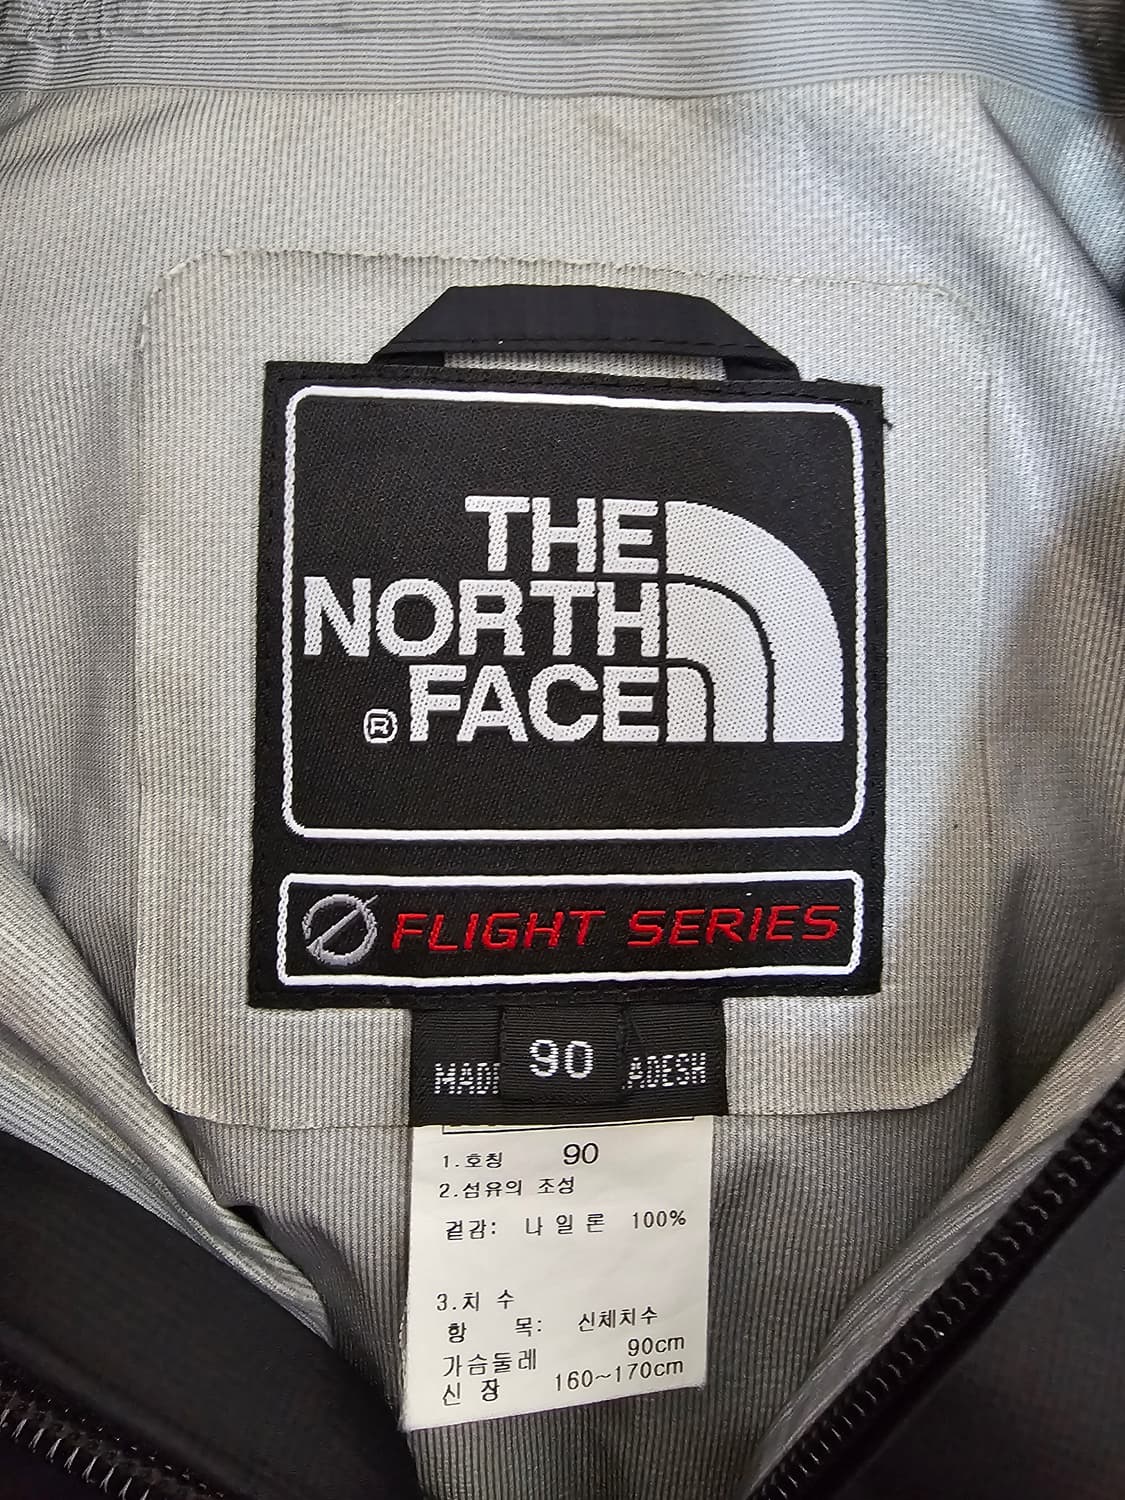 THE
NORTH
® FACE
FLIGHT SERIES
90
1.호칭 90
2.섬유의 조성
겉감: 나 일 론 100%
3.치 수
항 목: 신체치수
가슴둘레 90cm
신 장 160~170cm